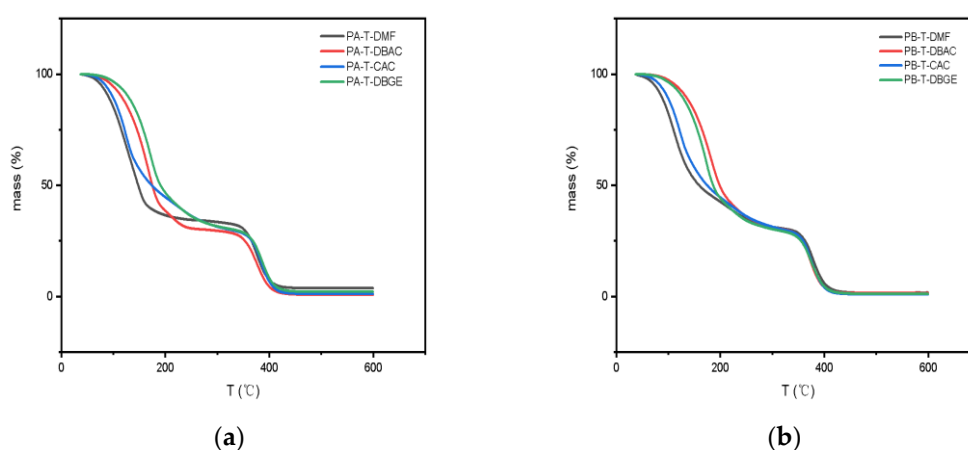 PA-T-DMF
PA-T-DBAC
PA-T-CAC
PA-T-DBGE
100
50
0
mass (%)
0
200
400
600
T (℃)
(a)
PB-T-DMF
PB-T-DBAC
PB-T-CAC
PB-T-DBGE
100
50
0
mass (%)
0
200
400
600
T (℃)
(b)